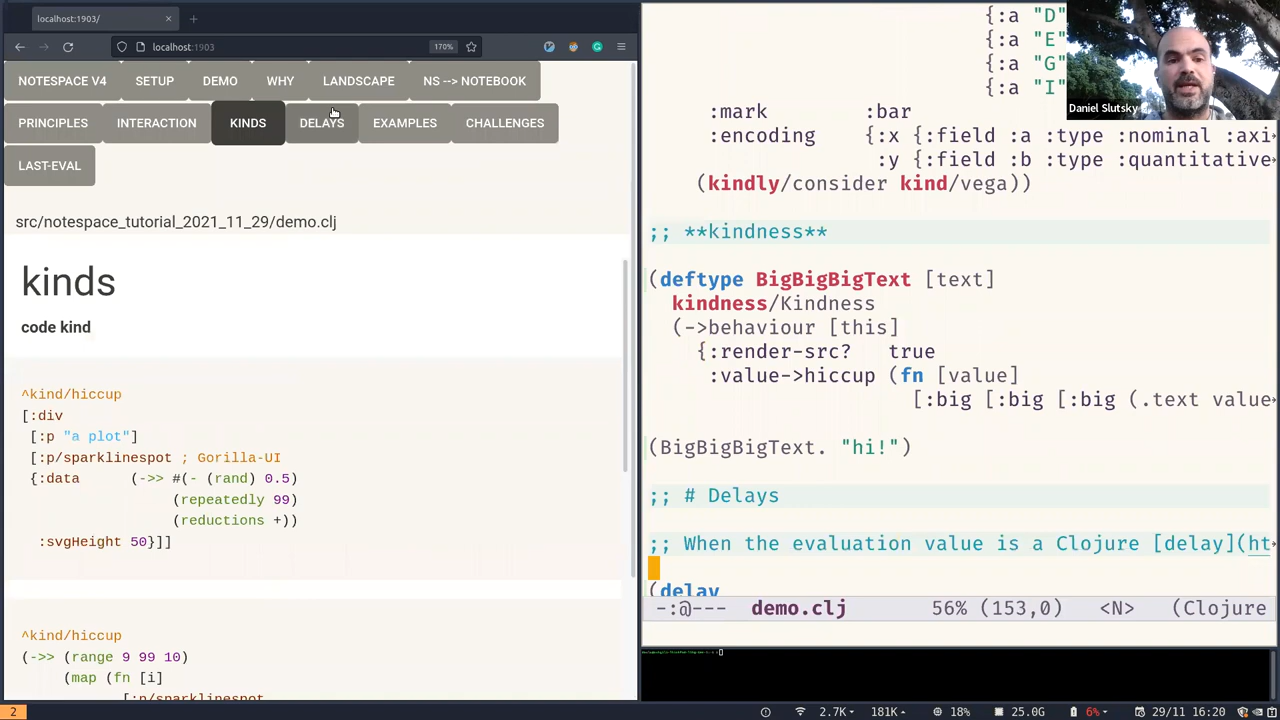 localhost:1903/
localhost:1903
170%
NOTESPACE V4
SETUP
DEMO
WHY
LANDSCAPE
NS --> NOTEBOOK
PRINCIPLES
INTERACTION
KINDS
DELAYS
EXAMPLES
CHALLENGES
LAST-EVAL
src/notespace_tutorial_2021_11_29/demo.clj
kinds
code kind
^kind/hiccup
[:div
[:p "a plot"]
[:p/sparklinespot ; Gorilla-UI
{:data (->> #(- (rand) 0.5)
(repeatedly 99)
(reductions +))
:svgHeight 50}]]
^kind/hiccup
(->> (range 9 99 10)
(map (fn [i]
[:p/sparklinespot
{:a "D"
{:a "E"
{:a "G"
{:a "I"
:mark :bar
:encoding {:x {:field :a :type :nominal :axi
:y {:field :b :type :quantitative
(kindly/consider kind/vega))
;; **kindness**
(deftype BigBigBigText [text]
kindness/Kindness
(->behaviour [this]
{:render-src? true
:value->hiccup (fn [value]
[:big [:big [:big (.text value
(BigBigBigText. "hi!")
;; # Delays
;; When the evaluation value is a Clojure [delay](ht
(delay
-:@--- demo.clj 56% (153,0) <N> (Clojure
Daniel Slutsky
2
2.7K
181K
18%
25.0G
6%
29/11 16:20